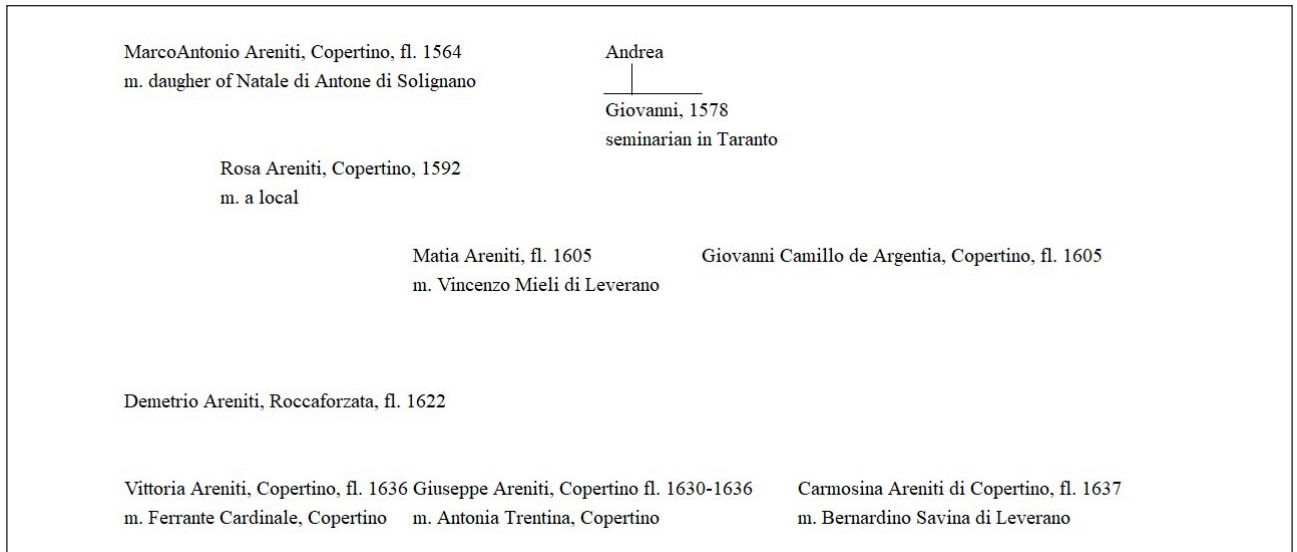 MarcoAntonio Areniti, Copertino, fl. 1564
m. daugher of Natale di Antone di Solignano
Andrea
Giovanni, 1578
seminarian in Taranto
Rosa Areniti, Copertino, 1592
m. a local
Matia Areniti, fl. 1605
m. Vincenzo Mieli di Leverano
Giovanni Camillo de Argentia, Copertino, fl. 1605
Demetrio Areniti, Roccaforzata, fl. 1622
Vittoria Areniti, Copertino, fl. 1636
m. Ferrante Cardinale, Copertino
Giuseppe Areniti, Copertino fl. 1630-1636
m. Antonia Trentina, Copertino
Carmosina Areniti di Copertino, fl. 1637
m. Bernardino Savina di Leverano